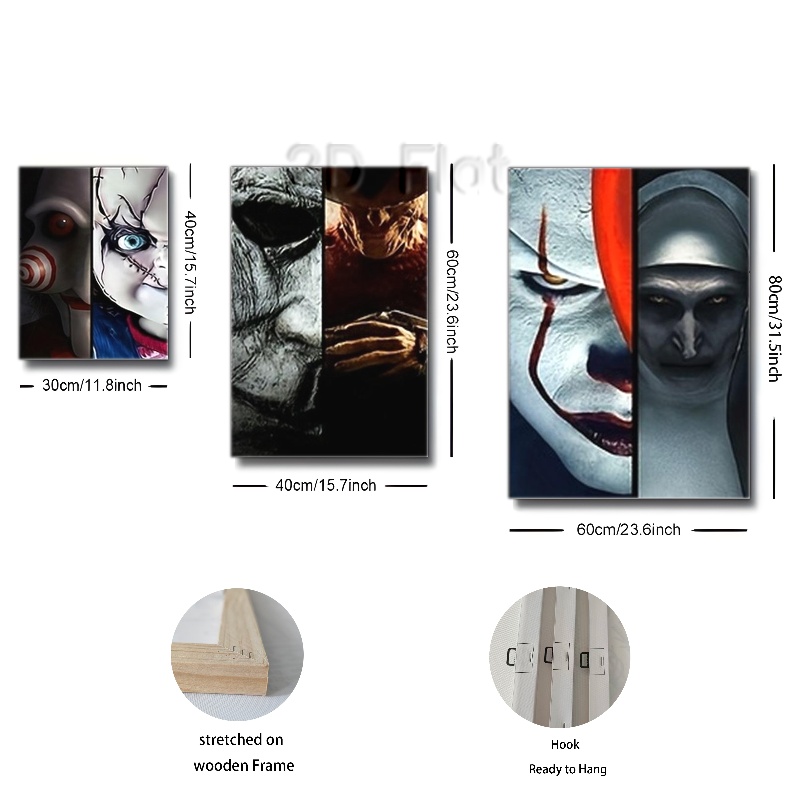 2D Flat
40cm/15.7inch
60cm/23.6inch
80cm/31.5inch
30cm/11.8inch
40cm/15.7inch
60cm/23.6inch
stretched on
wooden Frame
Hook
Ready to Hang